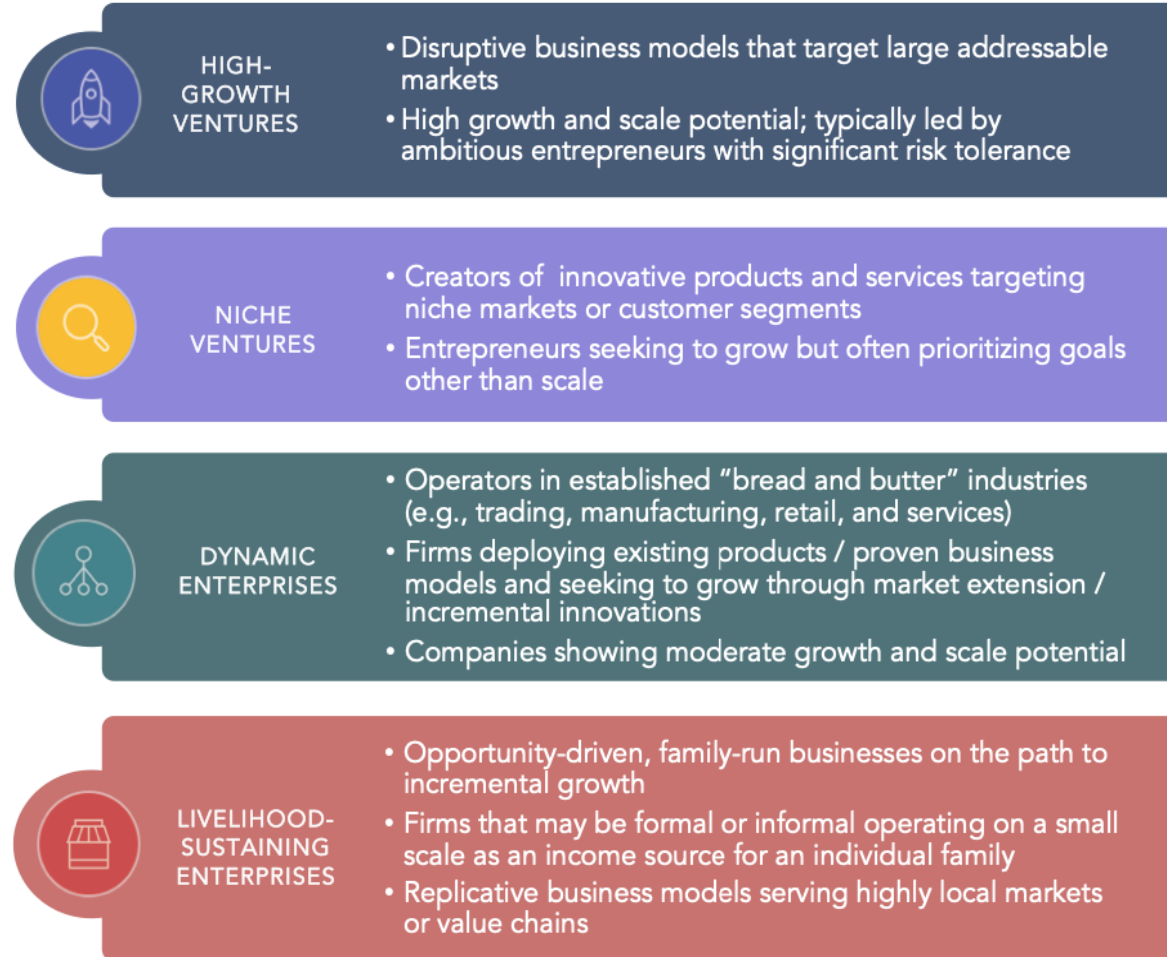 HIGH-
GROWTH
VENTURES
• Disruptive business models that target large addressable
markets
• High growth and scale potential; typically led by
ambitious entrepreneurs with significant risk tolerance
NICHE
VENTURES
• Creators of  innovative products and services targeting
niche markets or customer segments
• Entrepreneurs seeking to grow but often prioritizing goals
other than scale
DYNAMIC
ENTERPRISES
• Operators in established “bread and butter” industries
(e.g., trading, manufacturing, retail, and services)
• Firms deploying existing products / proven business
models and seeking to grow through market extension /
incremental innovations
• Companies showing moderate growth and scale potential
LIVELIHOOD-
SUSTAINING
ENTERPRISES
• Opportunity-driven, family-run businesses on the path to
incremental growth
• Firms that may be formal or informal operating on a small
scale as an income source for an individual family
• Replicative business models serving highly local markets
or value chains